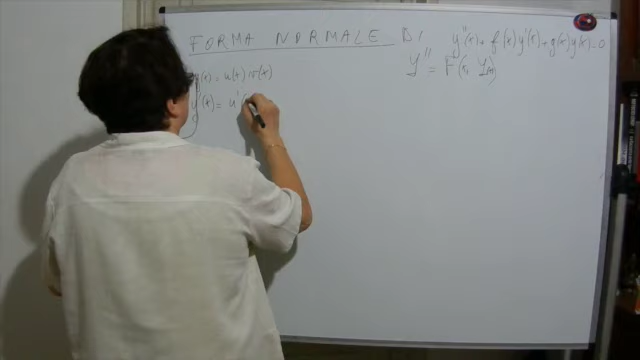 FORMA NORMALE DI y''(x) + f(x) y'(x) + g(x) y(x) = 0
Y'' = F(x, Y(x))
y(x) = u(x) v(x)
y'(x) = u'